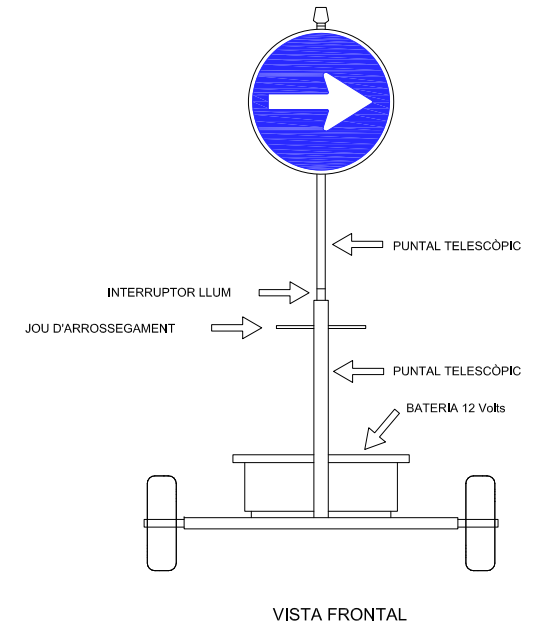 PUNTAL TELESCÒPIC
INTERRUPTOR LLUM
JOU D'ARROSSEGAMENT
PUNTAL TELESCÒPIC
BATERIA 12 Volts
VISTA FRONTAL